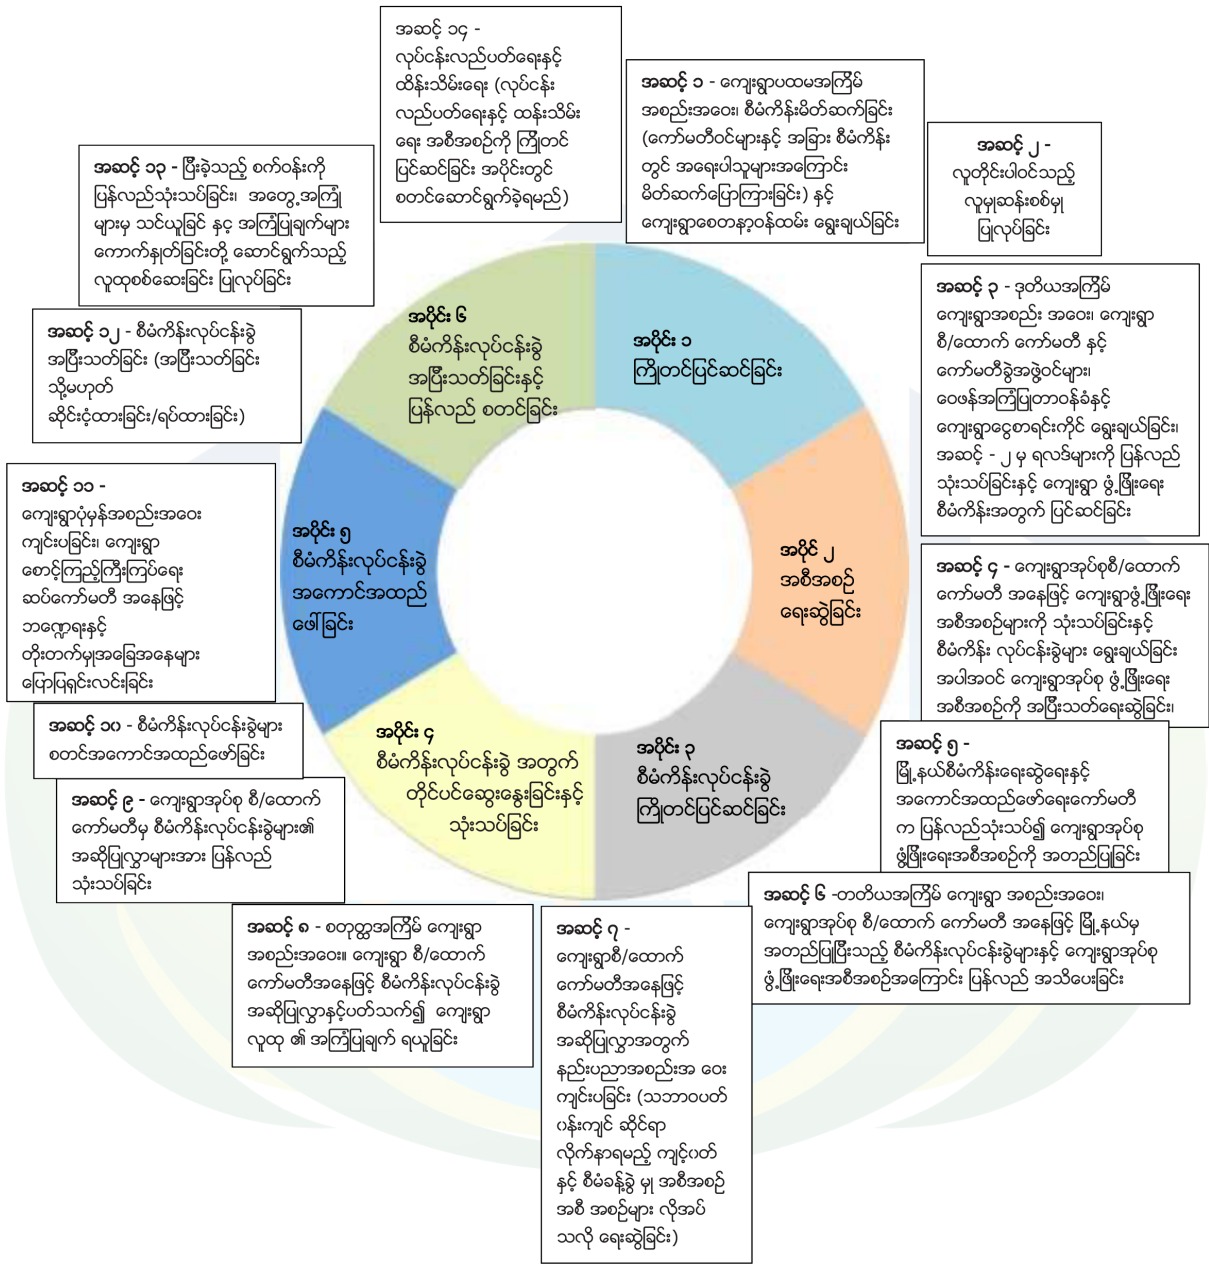 အဆင့် ၁၄ -
လုပ်ငန်းလည်ပတ်ရေးနှင့်
ထိန်းသိမ်းရေး (လုပ်ငန်း
လည်ပတ်ရေးနှင့် ထန်းသိမ်း
ရေး အစီအစဉ်ကို ကြိုတင်
ပြင်ဆင်ခြင်း အပိုင်းတွင်
စတင်ဆောင်ရွက်ခဲ့ရမည်)
အဆင့် ၁ - ကျေးရွာပထမအကြိမ်
အစည်းအဝေး၊ စီမံကိန်းမိတ်ဆက်ခြင်း
(ကော်မတီဝင်များနှင့် အခြား စီမံကိန်း
တွင် အရေးပါသူများအကြောင်း
မိတ်ဆက်ပြောကြားခြင်း) နှင့်
ကျေးရွာစေတနာ့ဝန်ထမ်း ရွေးချယ်ခြင်း
အဆင့် ၂ -
လူတိုင်းပါဝင်သည့်
လူမှုဆန်းစစ်မှု
ပြုလုပ်ခြင်း
အဆင့် ၃ - ဒုတိယအကြိမ်
ကျေးရွာအစည်း အဝေး၊ ကျေးရွာ
စီ/ထောက် ကော်မတီ နှင့်
ကော်မတီခွဲအဖွဲ့ဝင်များ၊
ဝေဖန်အကြံပြုတာဝန်ခံနှင့်
ကျေးရွာငွေစာရင်းကိုင် ရွေးချယ်ခြင်း၊
အဆင့် - ၂ မှ ရလဒ်များကို ပြန်လည်
သုံးသပ်ခြင်းနှင့် ကျေးရွာ ဖွံ့ဖြိုးရေး
စီမံကိန်းအတွက် ပြင်ဆင်ခြင်း
အဆင့် ၄ - ကျေးရွာအုပ်စုစီ/ထောက်
ကော်မတီ အနေဖြင့် ကျေးရွာဖွံ့ဖြိုးရေး
အစီအစဉ်များကို သုံးသပ်ခြင်းနှင့်
စီမံကိန်း လုပ်ငန်းခွဲများ ရွေးချယ်ခြင်း
အပါအဝင် ကျေးရွာအုပ်စု ဖွံ့ဖြိုးရေး
အစီအစဉ်ကို အပြီးသတ်ရေးဆွဲခြင်း၊
အဆင့် ၅ -
မြို့နယ်စီမံကိန်းရေးဆွဲရေးနှင့်
အကောင်အထည်ဖော်ရေးကော်မတီ
က ပြန်လည်သုံးသပ်၍ ကျေးရွာအုပ်စု
ဖွံ့ဖြိုးရေးအစီအစဉ်ကို အတည်ပြုခြင်း
အဆင့် ၆ -တတိယအကြိမ် ကျေးရွာ အစည်းအဝေး၊
ကျေးရွာအုပ်စု စီ/ထောက် ကော်မတီ အနေဖြင့် မြို့နယ်မှ
အတည်ပြုပြီးသည့် စီမံကိန်းလုပ်ငန်းခွဲများနှင့် ကျေးရွာအုပ်စု
ဖွံ့ဖြိုးရေးအစီအစဉ်အကြောင်း ပြန်လည် အသိပေးခြင်း
အဆင့် ၇ -
ကျေးရွာစီ/ထောက်
ကော်မတီအနေဖြင့်
စီမံကိန်းလုပ်ငန်းခွဲ
အဆိုပြုလွှာအတွက်
နည်းပညာအစည်းအ ဝေး
ကျင်းပခြင်း (သဘာဝပတ်
ဝန်းကျင် ဆိုင်ရာ
လိုက်နာရမည့် ကျင့်ဝတ်
နှင့် စီမံခန့်ခွဲ မှု အစီအစဉ်
အစီ အစဉ်များ လိုအပ်
သလို ရေးဆွဲခြင်း)
အဆင့် ၈ - စတုတ္ထအကြိမ် ကျေးရွာ
အစည်းအဝေး။ ကျေးရွာ စီ/ထောက်
ကော်မတီအနေဖြင့် စီမံကိန်းလုပ်ငန်းခွဲ
အဆိုပြုလွှာနှင့်ပတ်သက်၍ ကျေးရွာ
လူထု ၏ အကြံပြုချက် ရယူခြင်း
အဆင့် ၉ - ကျေးရွာအုပ်စု စီ/ထောက်
ကော်မတီမှ စီမံကိန်းလုပ်ငန်းခွဲများ၏
အဆိုပြုလွှာများအား ပြန်လည်
သုံးသပ်ခြင်း
အဆင့် ၁၀ - စီမံကိန်းလုပ်ငန်းခွဲများ
စတင်အကောင်အထည်ဖော်ခြင်း
အဆင့် ၁၁ -
ကျေးရွာပုံမှန်အစည်းအဝေး
ကျင်းပခြင်း၊ ကျေးရွာ
စောင့်ကြည့်ကြီးကြပ်ရေး
ဆပ်ကော်မတီ အနေဖြင့်
ဘဏ္ဍေရးနှင့်
တိုးတက်မှုအခြေအနေများ
ပြောပြရှင်းလင်းခြင်း
အဆင့် ၁၂ - စီမံကိန်းလုပ်ငန်းခွဲ
အပြီးသတ်ခြင်း (အပြီးသတ်ခြင်း
သို့မဟုတ်
ဆိုင်းငံ့ထားခြင်း/ရပ်ထားခြင်း)
အဆင့် ၁၃ - ပြီးခဲ့သည့် စက်ဝန်းကို
ပြန်လည်သုံးသပ်ခြင်း၊ အတွေ့အကြုံ
များမှ သင်ယူခြင် နှင့ အကြံပြုချက်များ
ကောက်နှုတ်ခြင်းတို့ ဆောင်ရွက်သည့်
လူထုစစ်ဆေးခြင်း ပြုလုပ်ခြင်း
အပိုင်း ၁
ကြိုတင်ပြင်ဆင်ခြင်း
အပိုင် ၂
အစီအစဉ်
ရေးဆွဲခြင်း
အပိုင်း ၃
စီမံကိန်းလုပ်ငန်းခွဲ
ကြိုတင်ပြင်ဆင်ခြင်း
အပိုင်း ၄
စီမံကိန်းလုပ်ငန်းခွဲ အတွက်
တိုင်ပင်ဆွေးနွေးခြင်းနှင့်
သုံးသပ်ခြင်း
အပိုင်း ၅
စီမံကိန်းလုပ်ငန်းခွဲ
အကောင်အထည်
ဖေါ်ခြင်း
အပိုင်း ၆
စီမံကိန်းလုပ်ငန်းခွဲ
အပြီးသတ်ခြင်းနှင့်
ပြန်လည် စတင်ခြင်း